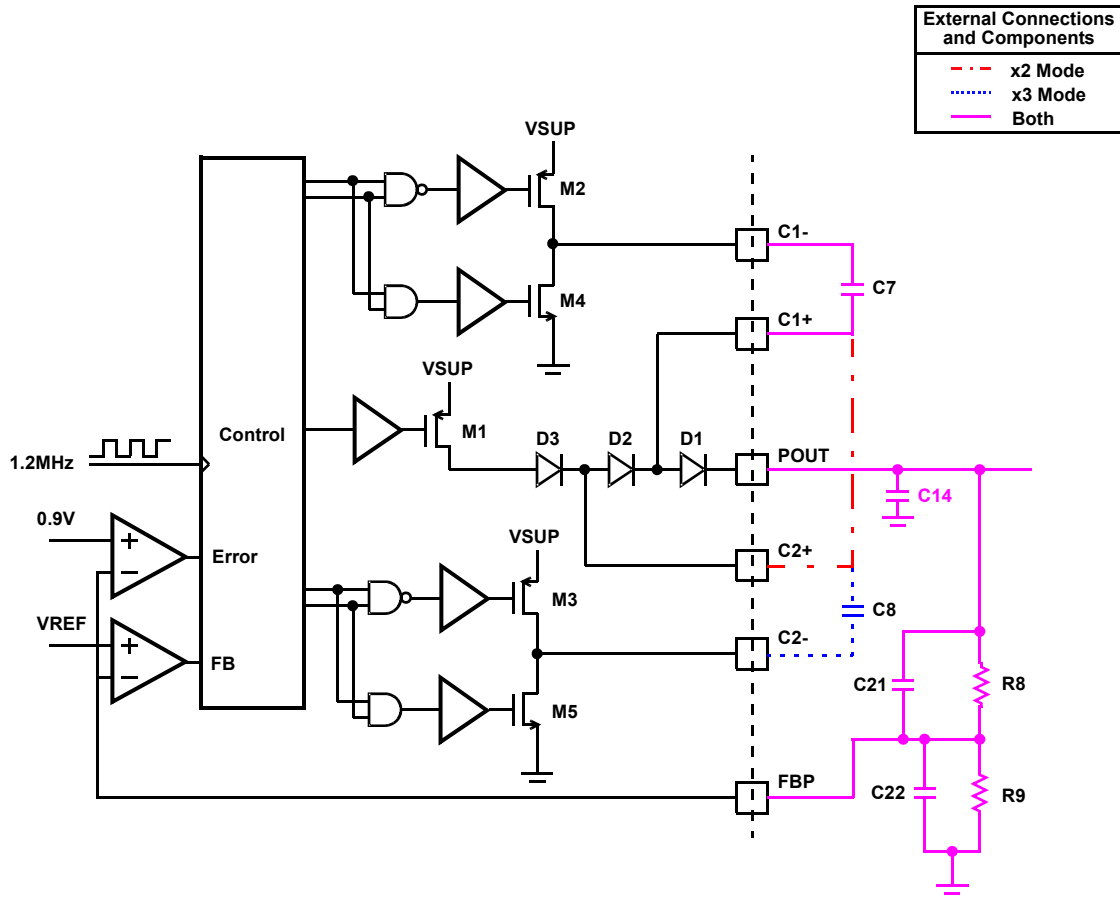 External Connections
and Components
x2 Mode
x3 Mode
Both
VSUP
M2
C1-
C7
M4
C1+
VSUP
Control
M1
D3
D2
D1
POUT
1.2MHz
C14
0.9V
VSUP
C2+
Error
M3
C8
VREF
C2-
FB
C21
R8
M5
FBP
C22
R9